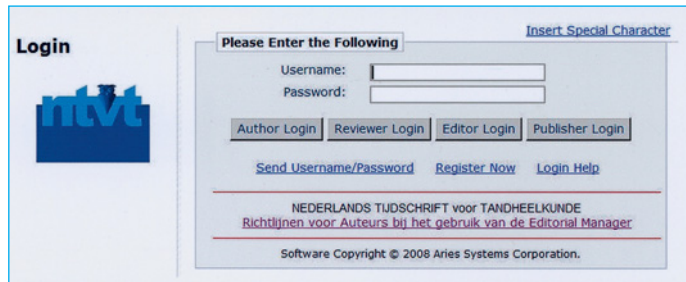 Login
ntvt
Insert Special Character
Please Enter the Following
Username:
Password:
Author Login Reviewer Login Editor Login Publisher Login
Send Username/Password Register Now Login Help
NEDERLANDS TIJDSCHRIFT voor TANDHEELKUNDE
Richtlijnen voor Auteurs bij het gebruik van de Editorial Manager
Software Copyright © 2008 Aries Systems Corporation.